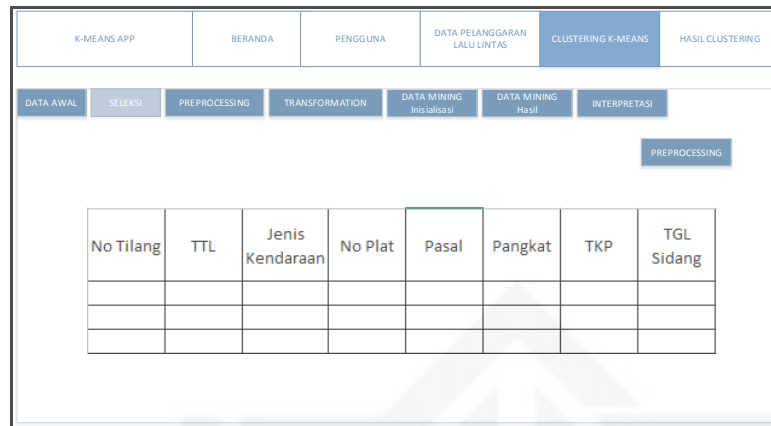 K-MEANS APP
BERANDA
PENGGUNA
DATA PELANGGARAN
LALU LINTAS
CLUSTERING K-MEANS
HASIL CLUSTERING
DATA AWAL
SELEKSI
PREPROCESSING
TRANSFORMATION
DATA MINING
Inisialisasi
DATA MINING
Hasil
INTERPRETASI
PREPROCESSING
No Tilang
TTL
Jenis
Kendaraan
No Plat
Pasal
Pangkat
TKP
TGL
Sidang